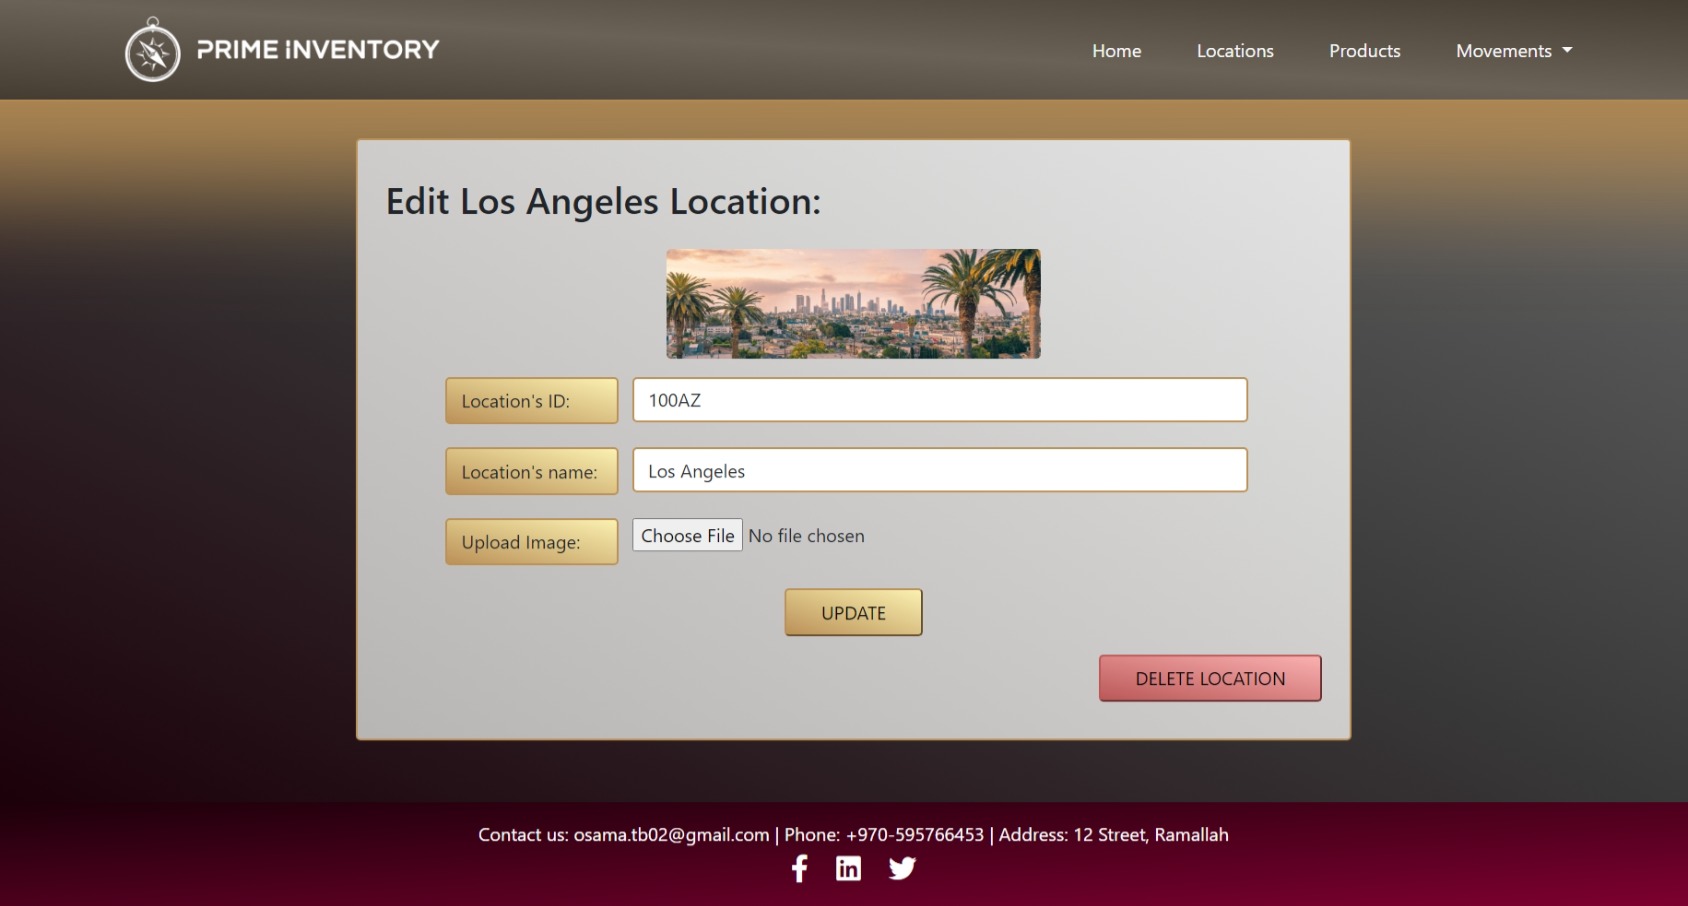 PRIME INVENTORY
Home Locations Products Movements
Edit Los Angeles Location:
Location's ID: 100AZ
Location's name: Los Angeles
Upload Image: Choose File No file chosen
UPDATE
DELETE LOCATION
Contact us: osama.tb02@gmail.com | Phone: +970-595766453 | Address: 12 Street, Ramallah